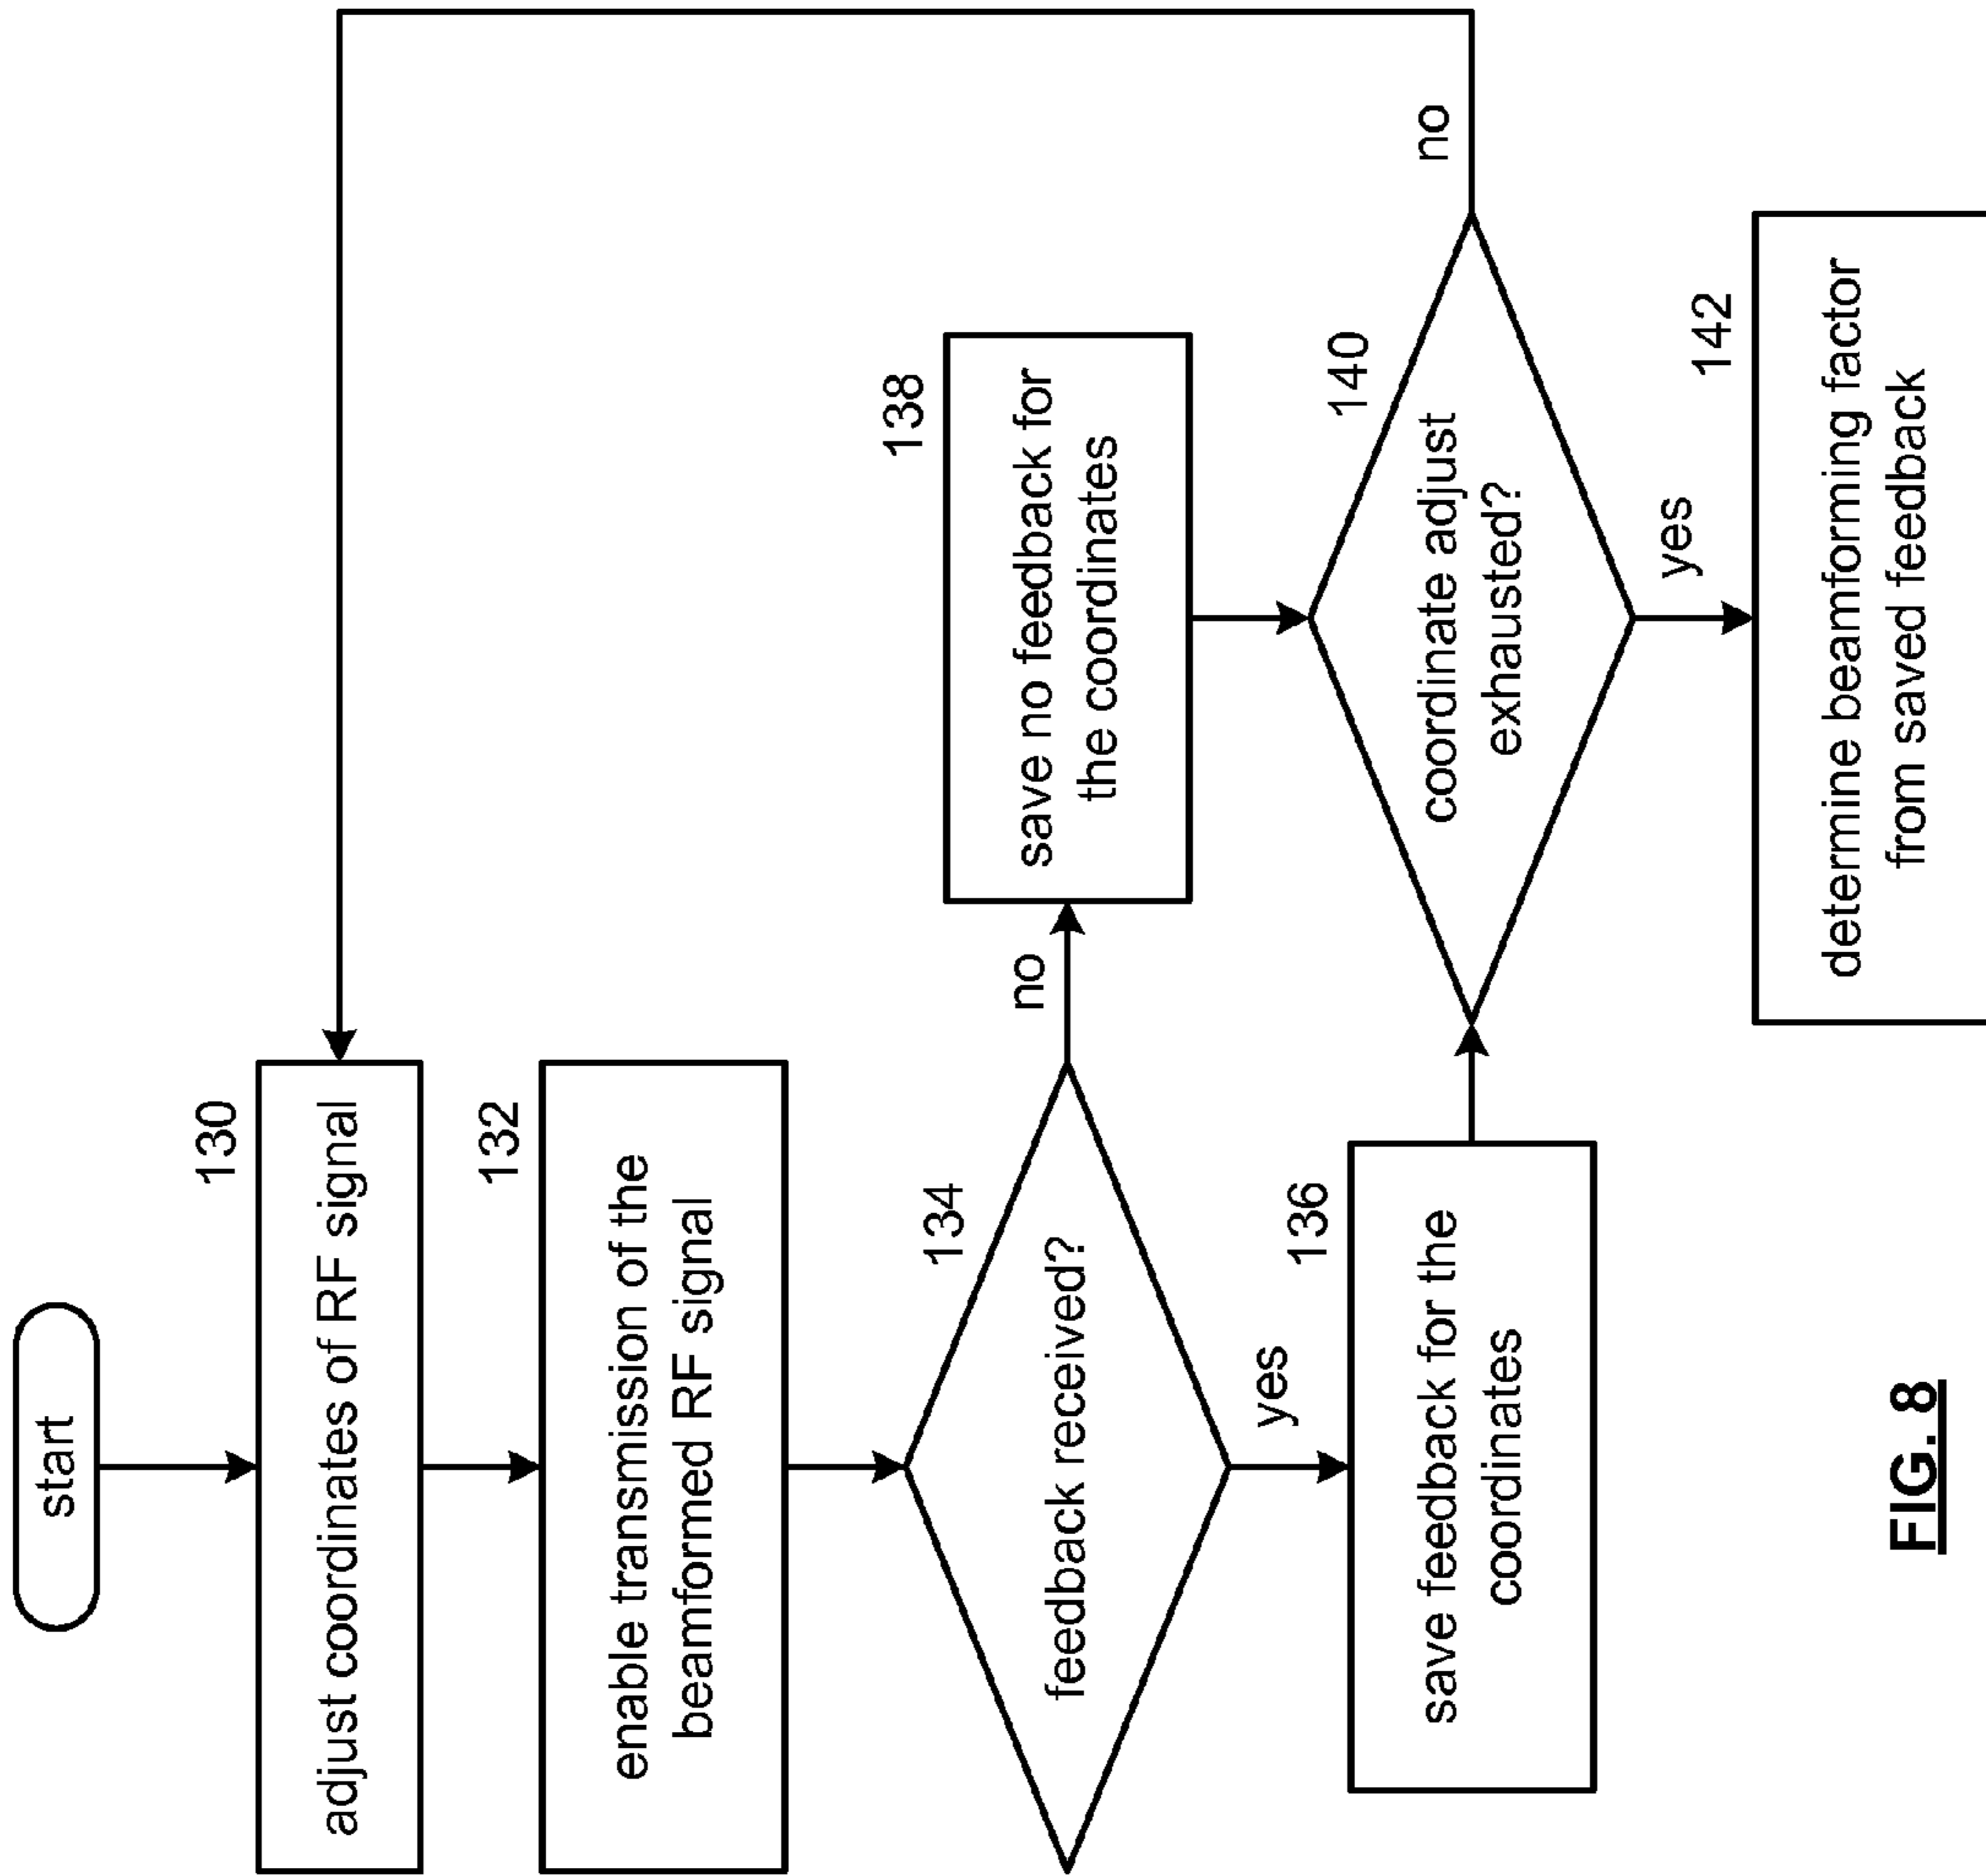 start
130
adjust coordinates of RF signal
132
enable transmission of the
beamformed RF signal
134
feedback received?
no
yes
138
save no feedback for
the coordinates
136
save feedback for the
coordinates
140
coordinate adjust
exhausted?
no
yes
142
determine beamforming factor
from saved feedback
FIG. 8